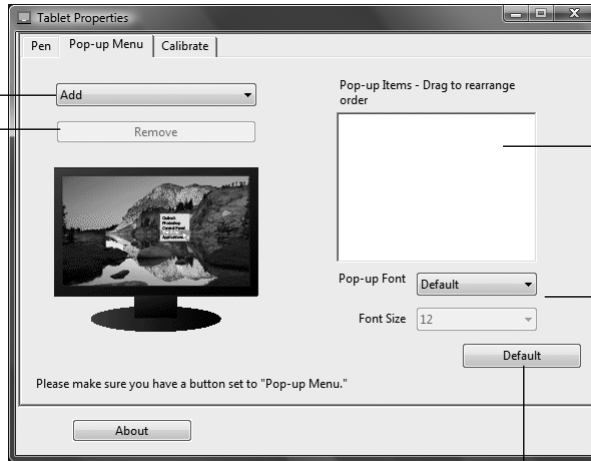 Tablet Properties
Pen
Pop-up Menu
Calibrate
Add
Remove
Pop-up Items - Drag to rearrange
order
Pop-up Font
Default
Font Size
12
Default
Please make sure you have a button set to "Pop-up Menu."
About